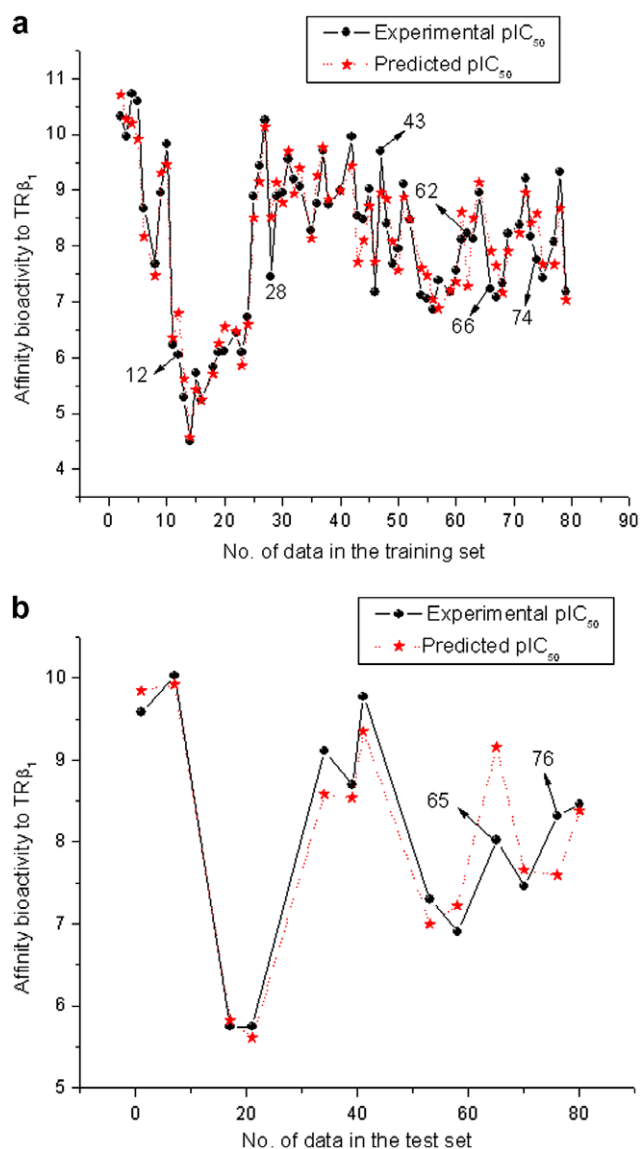 a
Experimental pIC50
Predicted pIC50
11
10
9
8
7
6
5
4
43
62
28
12
66
74
0 10 20 30 40 50 60 70 80 90
Affinity bioactivity to TRβ1
No. of data in the training set
b
Experimental pIC50
Predicted pIC50
10
9
8
7
6
5
76
65
0 20 40 60 80
Affinity bioactivity to TRβ1
No. of data in the test set